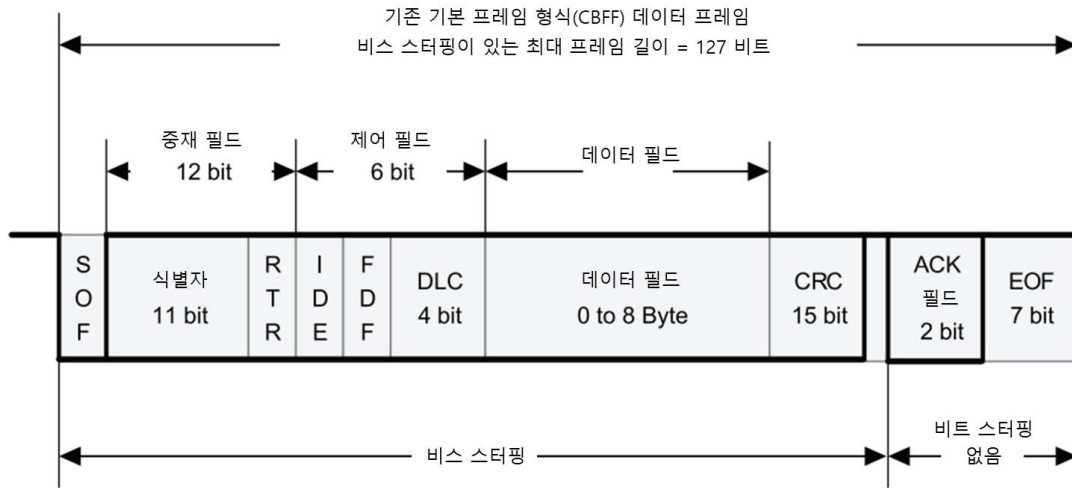 기존 기본 프레임 형식(CBFF) 데이터 프레임
비스 스터핑이 있는 최대 프레임 길이 = 127 비트
중재 필드
12 bit
제어 필드
6 bit
데이터 필드
SOF
식별자
11 bit
RTR
IDE
FDF
DLC
4 bit
데이터 필드
0 to 8 Byte
CRC
15 bit
ACK
필드
2 bit
EOF
7 bit
비스 스터핑
비트 스터핑
없음